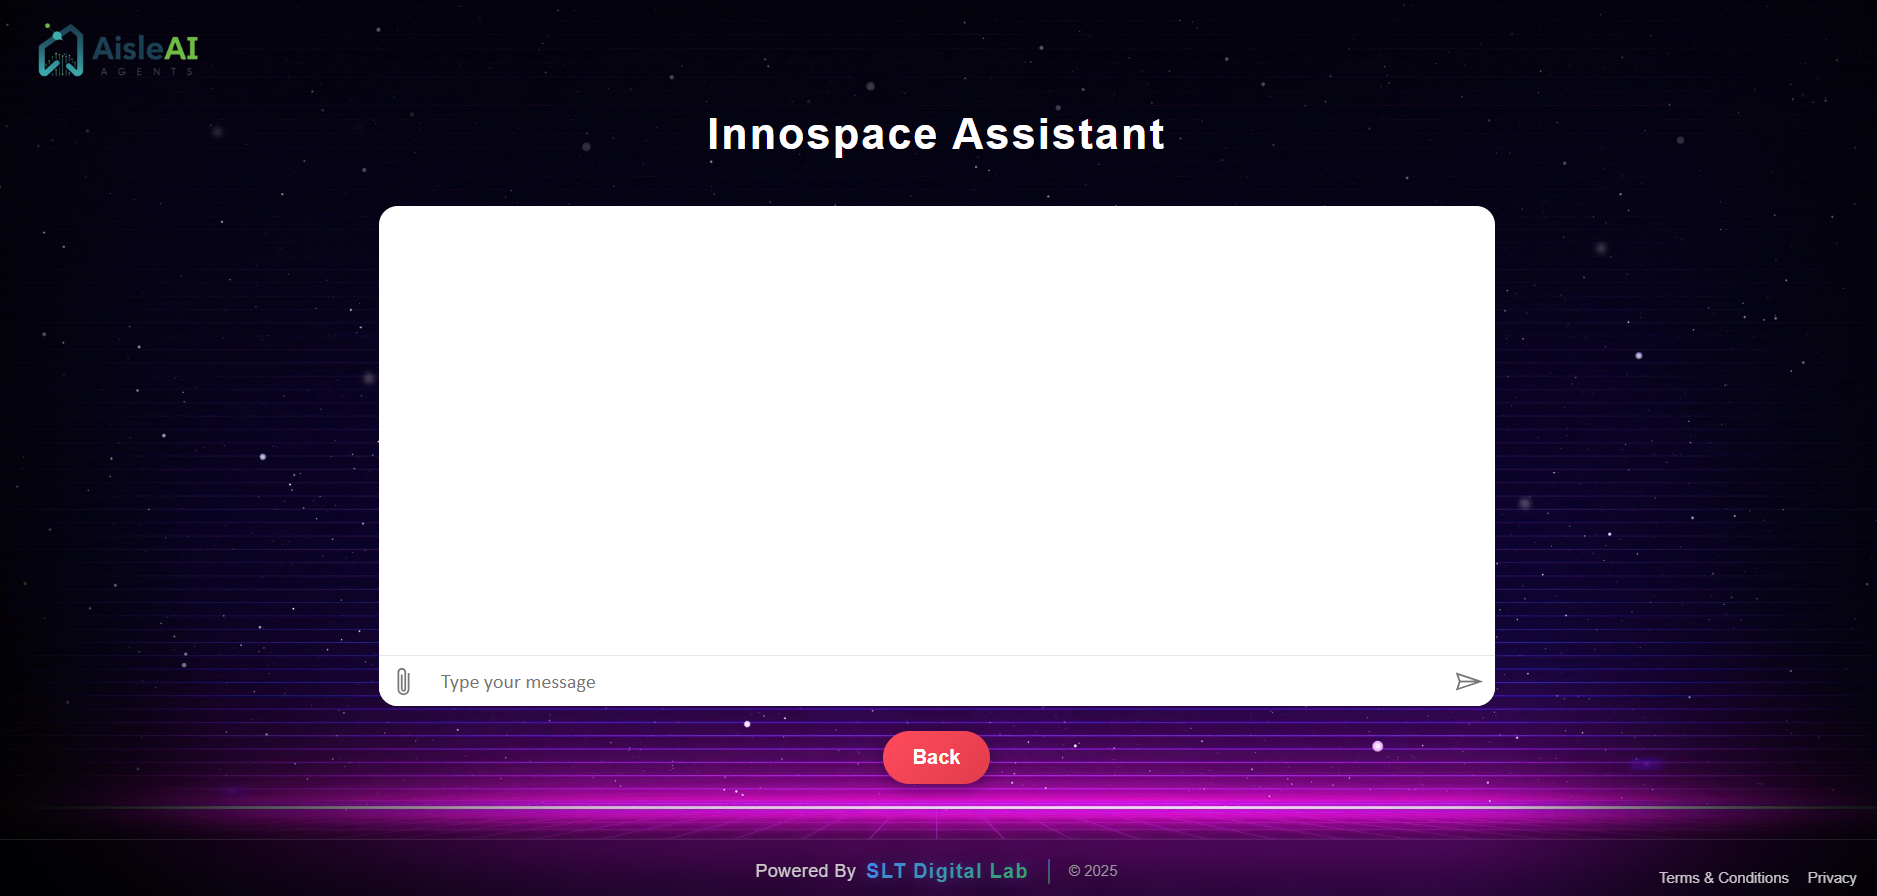 AisleAI
AGENTS
Innospace Assistant
Type your message
Back
Powered By SLT Digital Lab © 2025
Terms & Conditions Privacy